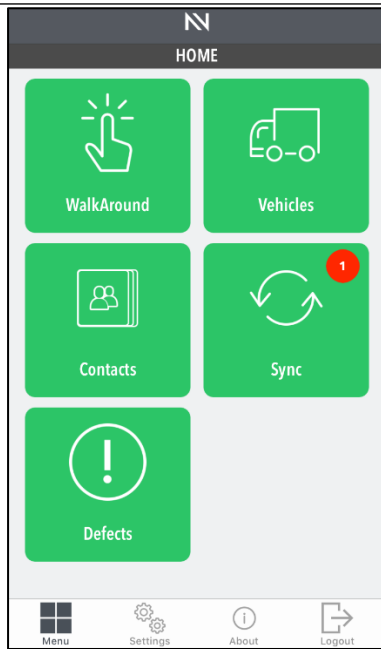 HOME
WalkAround
Vehicles
Contacts
1
Sync
!
Defects
i
Menu
Settings
About
Logout